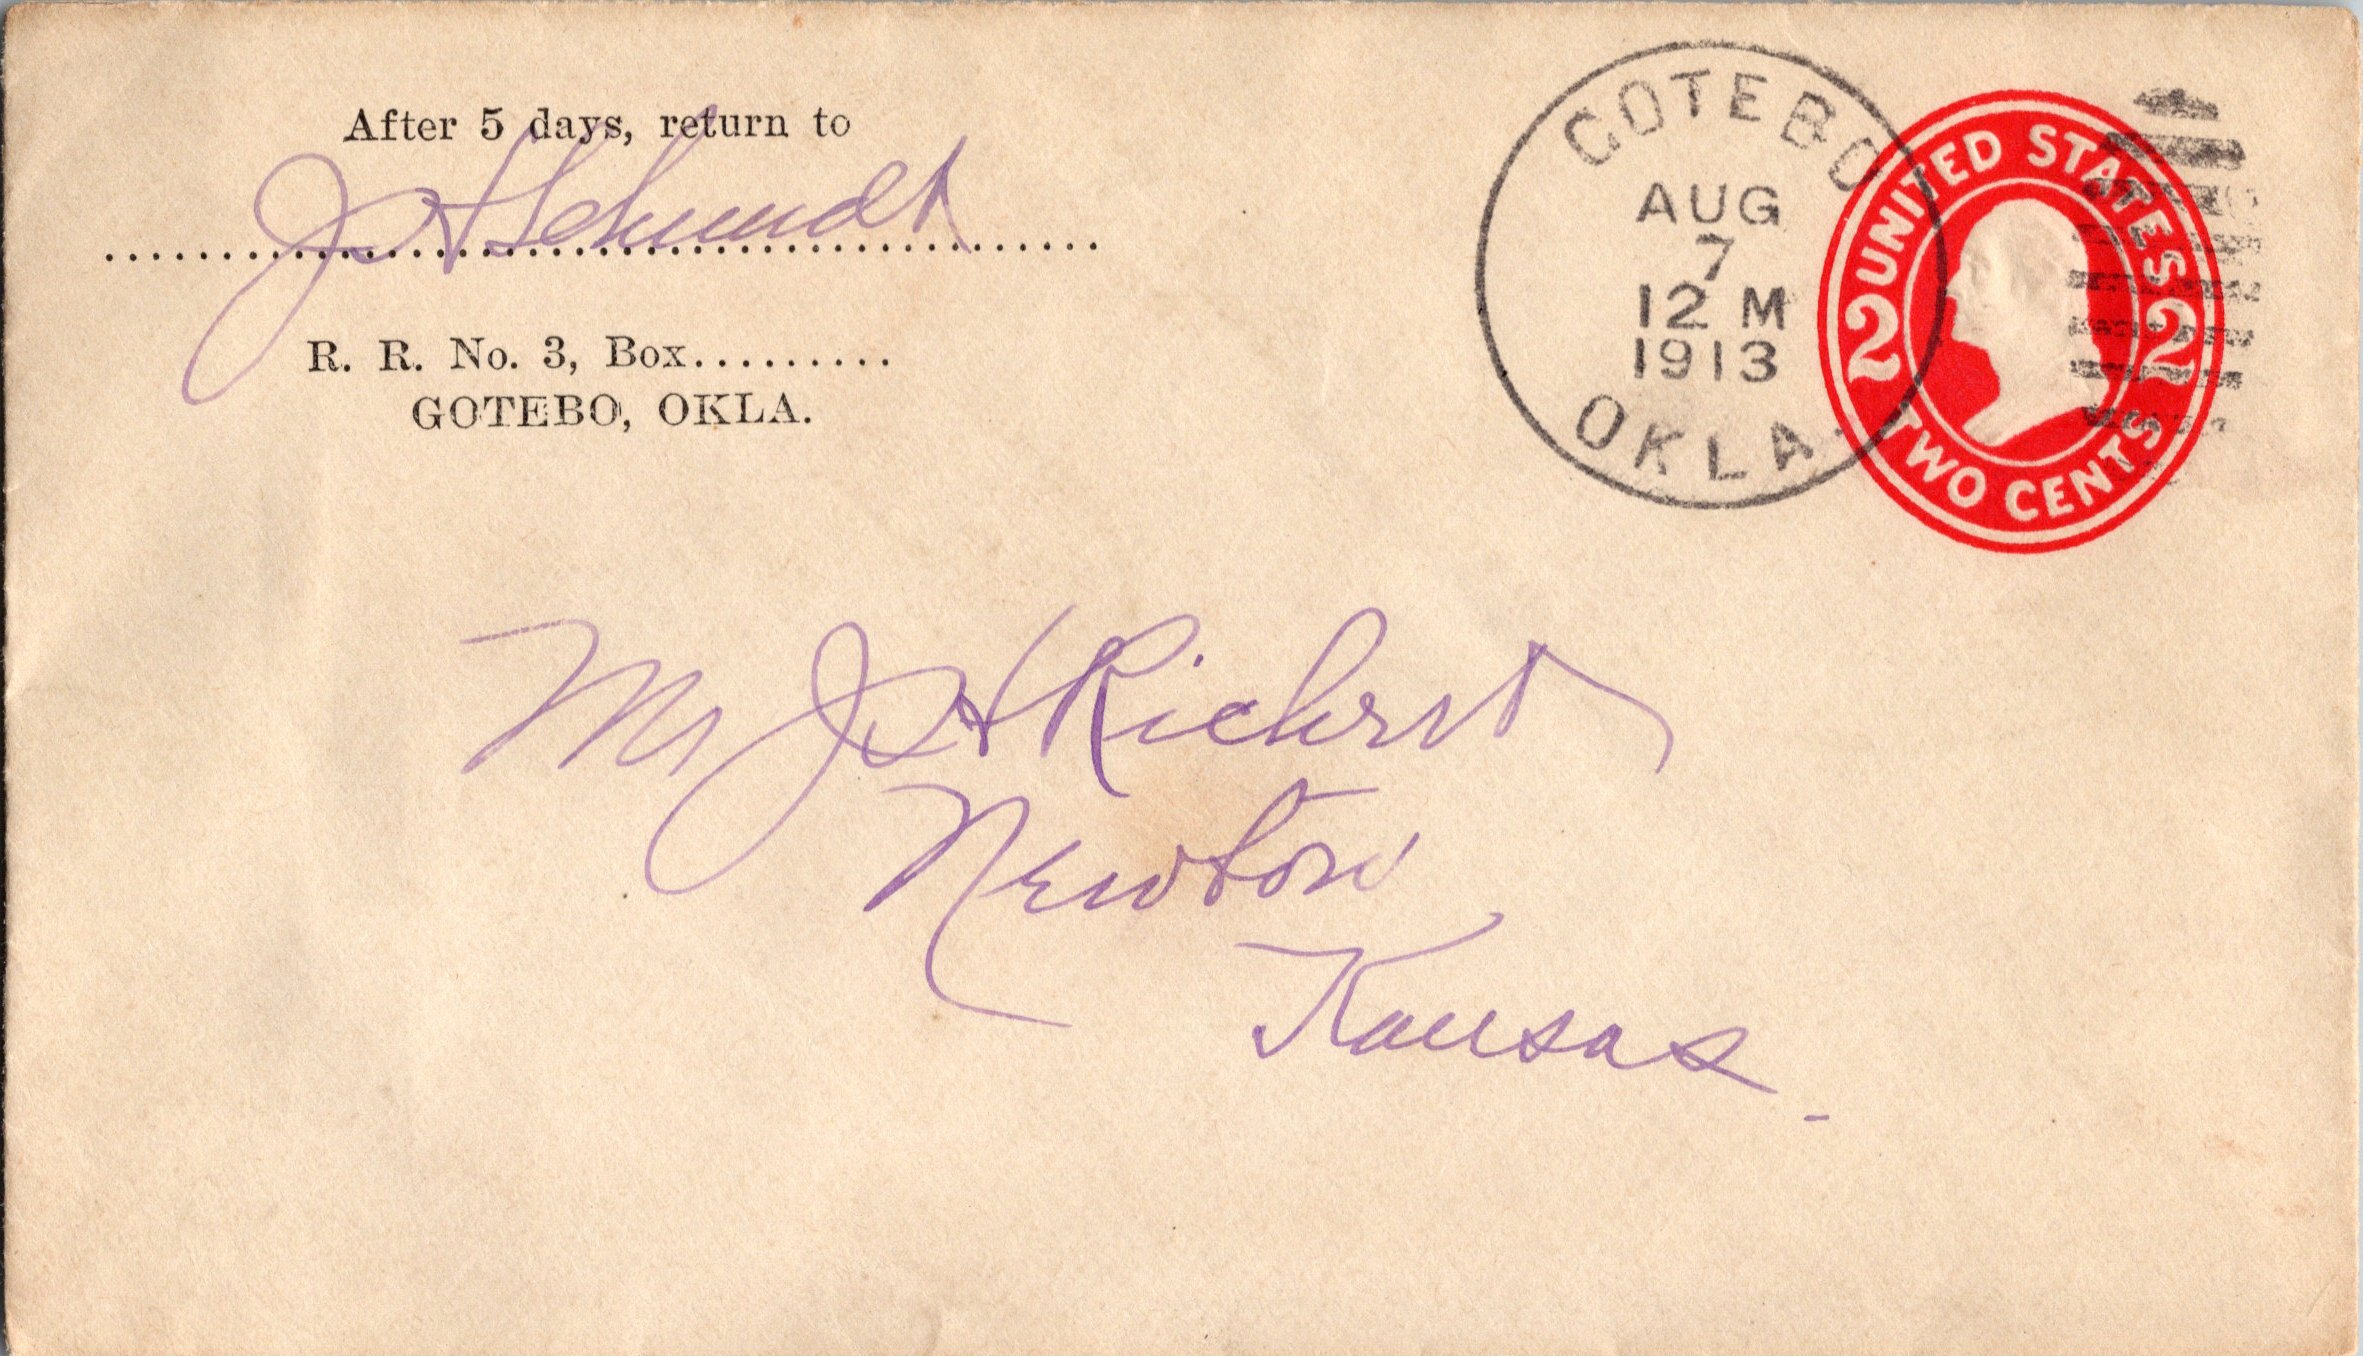 After 5 days, return to
J H Schmidt
R. R. No. 3, Box.........
GOTEBO, OKLA.
GOTEBO
AUG
7
12 M
1913
OKLA.
UNITED STATES
2 2
TWO CENTS
Mr J H Richert
Newton
Kansas.